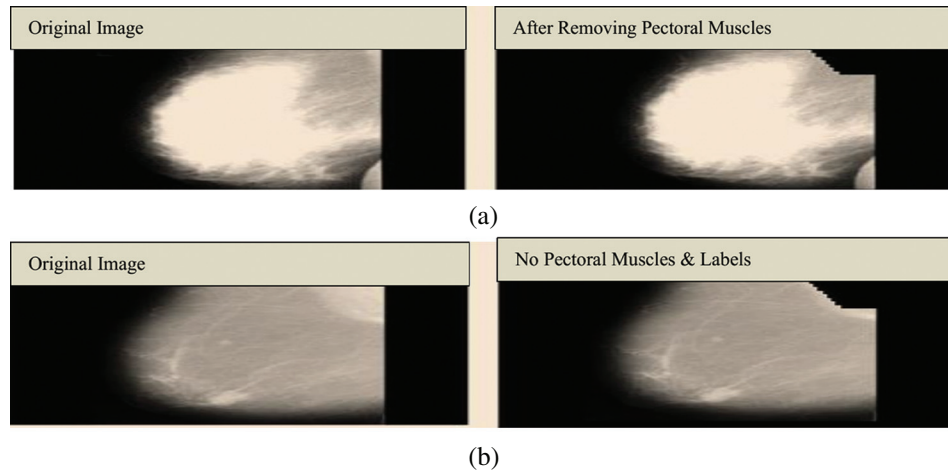 Original Image
After Removing Pectoral Muscles
(a)
Original Image
No Pectoral Muscles & Labels
(b)